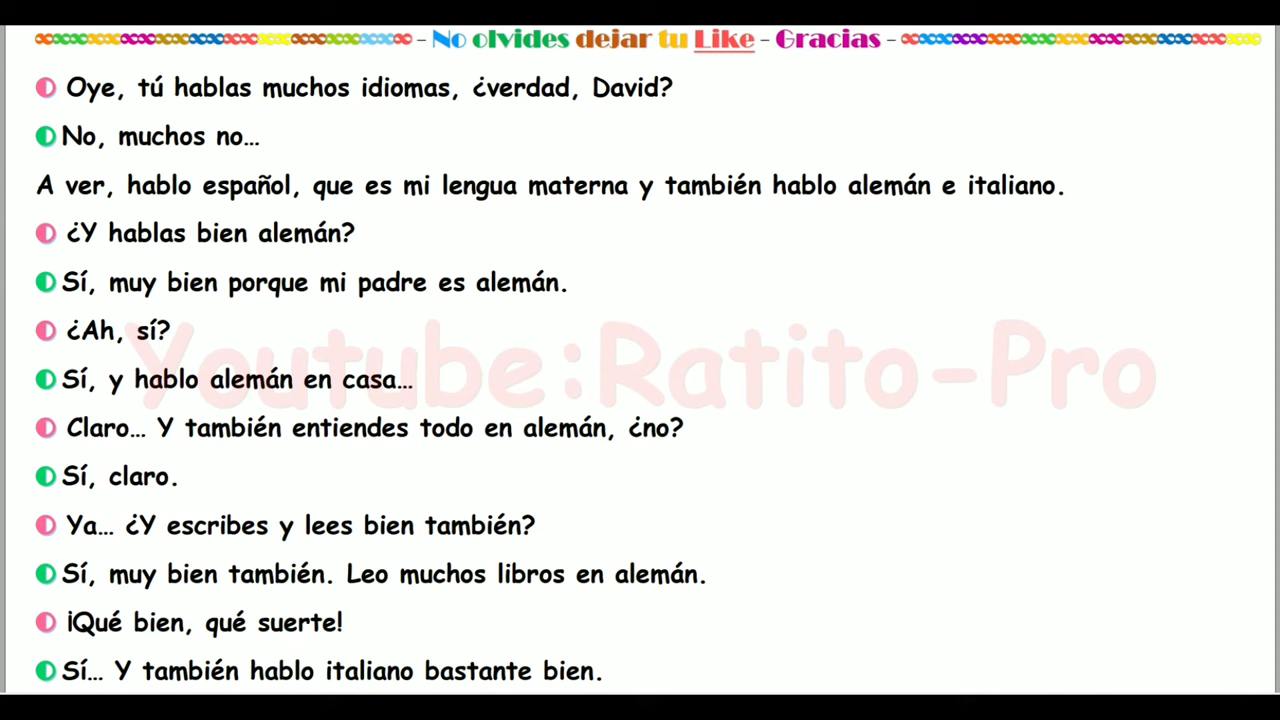 - No olvides dejar tu Like - Gracias -
Oye, tú hablas muchos idiomas, ¿verdad, David?
No, muchos no…
A ver, hablo español, que es mi lengua materna y también hablo alemán e italiano.
¿Y hablas bien alemán?
Sí, muy bien porque mi padre es alemán.
¿Ah, sí?
Youtube:Ratito-Pro
Sí, y hablo alemán en casa…
Claro… Y también entiendes todo en alemán, ¿no?
Sí, claro.
Ya… ¿Y escribes y lees bien también?
Sí, muy bien también. Leo muchos libros en alemán.
¡Qué bien, qué suerte!
Sí… Y también hablo italiano bastante bien.